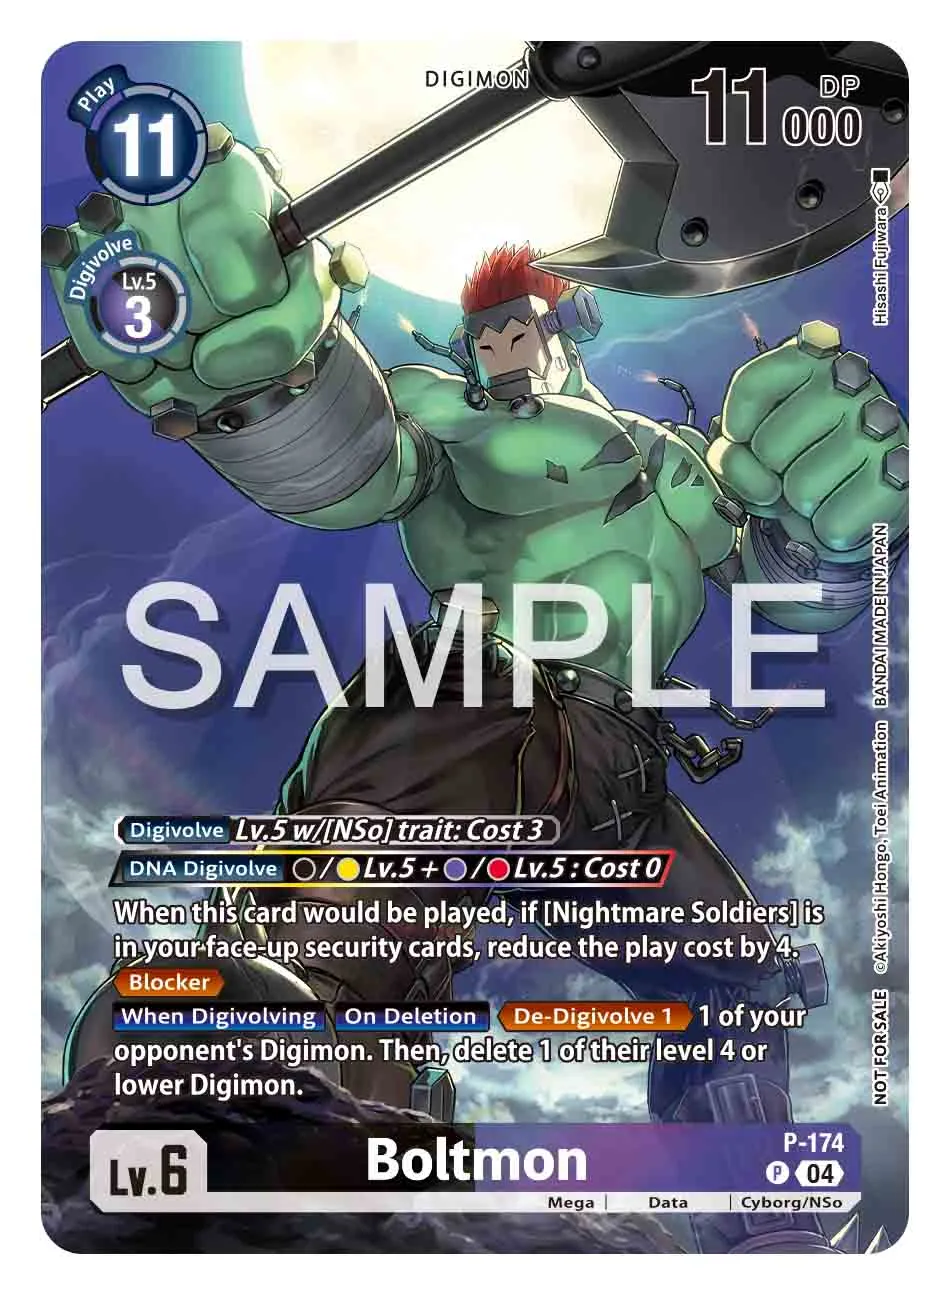 DIGIMON
Play
11
11000 DP
Digivolve
Lv.5
3
Hisashi Fujiwara
SAMPLE
BANDAI MADE IN JAPAN
©Akiyoshi Hongo, Toei Animation
NOT FOR SALE
Digivolve Lv.5 w/[NSo] trait: Cost 3
DNA Digivolve / Lv.5 + / Lv.5 : Cost 0
When this card would be played, if [Nightmare Soldiers] is
in your face-up security cards, reduce the play cost by 4.
Blocker
When Digivolving On Deletion De-Digivolve 1 1 of your
opponent's Digimon. Then, delete 1 of their level 4 or
lower Digimon.
Lv.6
Boltmon
P-174
P 04
Mega | Data | Cyborg/NSo